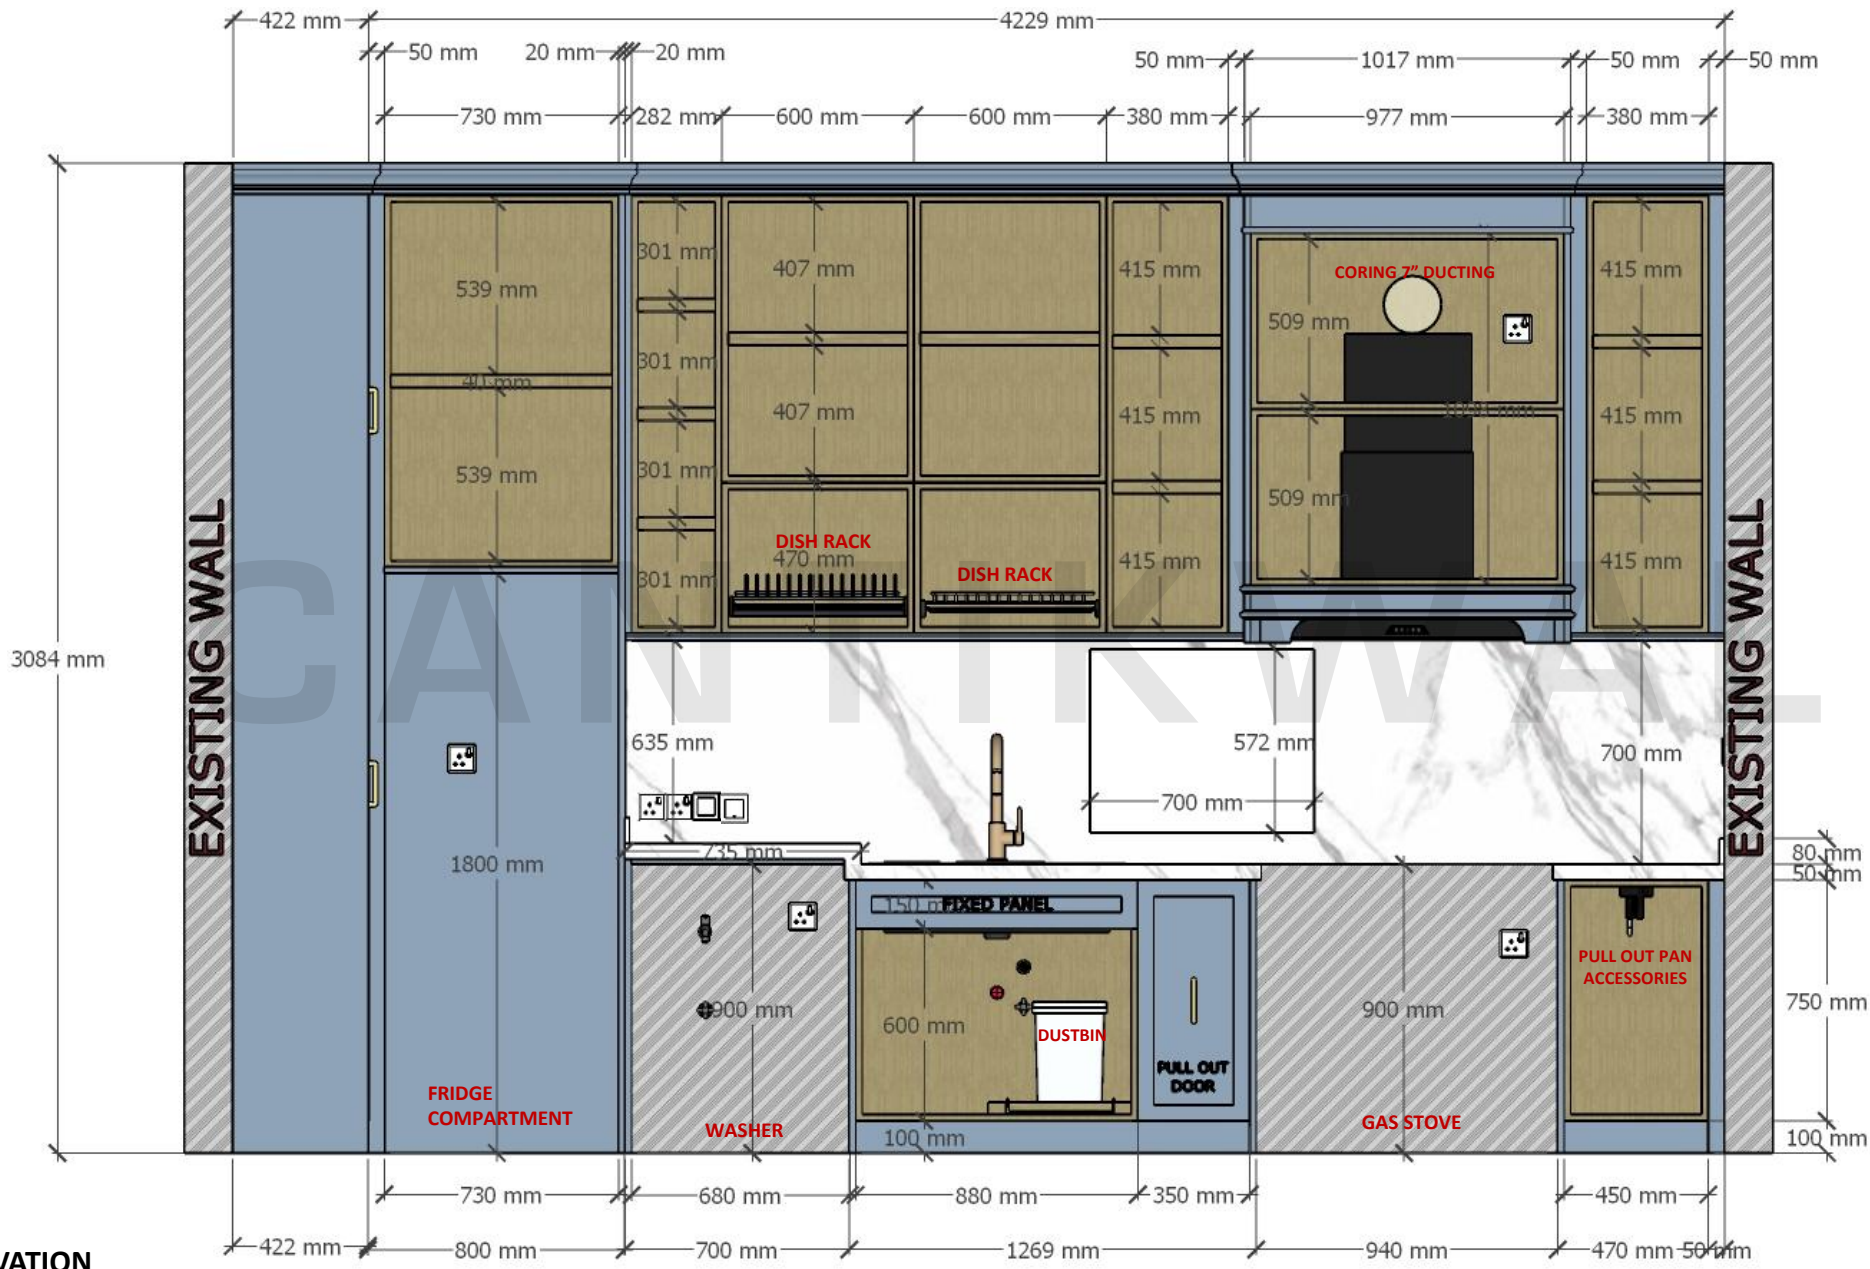 422 mm
4229 mm
50 mm
20 mm
20 mm
50 mm
1017 mm
50 mm
50 mm
730 mm
282 mm
600 mm
600 mm
380 mm
977 mm
380 mm
301 mm
407 mm
415 mm
CORING 7” DUCTING
415 mm
539 mm
509 mm
301 mm
40 mm
407 mm
415 mm
415 mm
539 mm
301 mm
509 mm
DISH RACK
470 mm
DISH RACK
301 mm
415 mm
415 mm
EXISTING WALL
EXISTING WALL
CANTIKWAL
3084 mm
635 mm
572 mm
700 mm
700 mm
735 mm
80 mm
50 mm
1800 mm
FIXED PANEL
PULL OUT PAN
ACCESSORIES
900 mm
900 mm
750 mm
600 mm
DUSTBIN
PULL OUT
DOOR
FRIDGE
COMPARTMENT
WASHER
GAS STOVE
100 mm
100 mm
730 mm
680 mm
880 mm
350 mm
450 mm
422 mm
800 mm
700 mm
1269 mm
940 mm
470 mm
50 mm
VATION